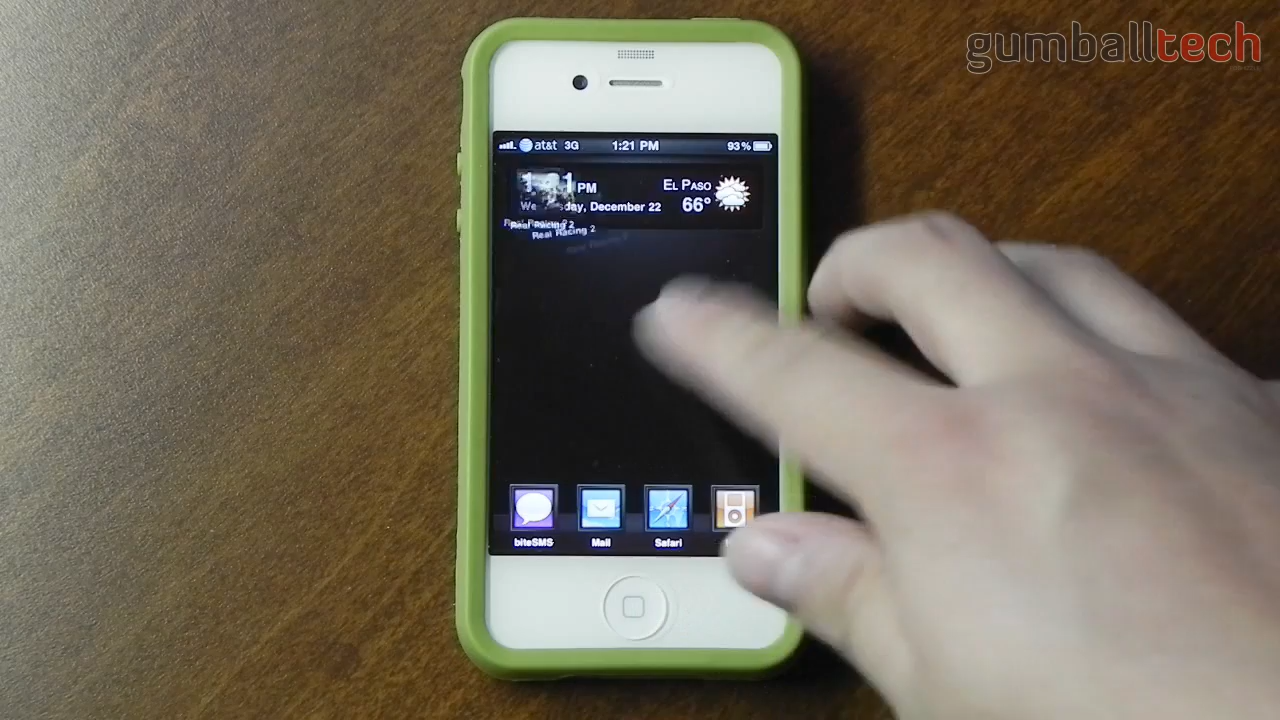 gumballtech
at&t 3G 1:21 PM 93%
PM
El Paso
day, December 22
66°
Real Racing 2
Real Racing 2
biteSMS
Mail
Safari